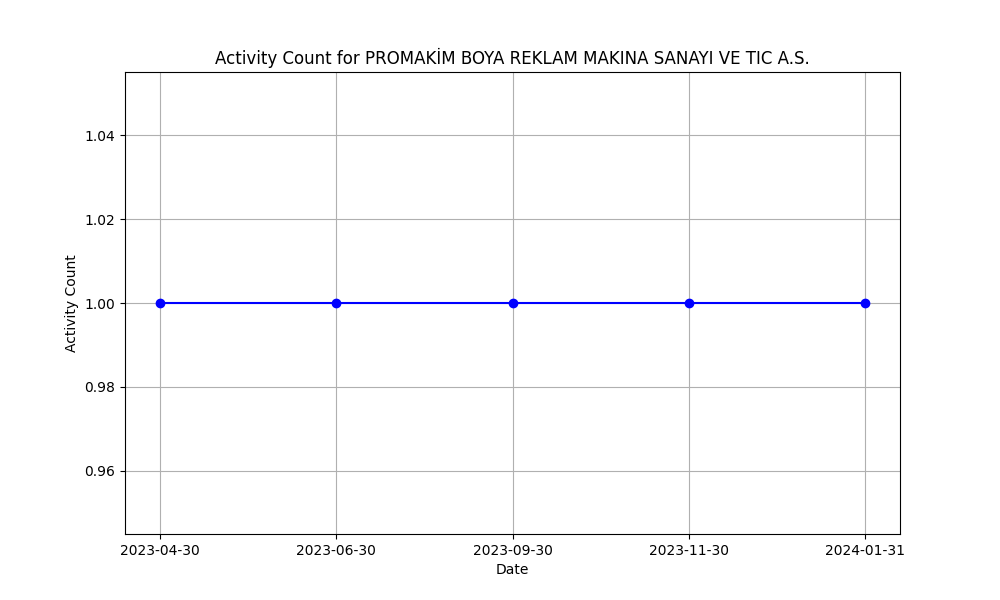 Activity Count for PROMAKİM BOYA REKLAM MAKINA SANAYI VE TIC A.S.
1.04
1.02
1.00
0.98
0.96
Activity Count
2023-04-30 2023-06-30 2023-09-30 2023-11-30 2024-01-31
Date